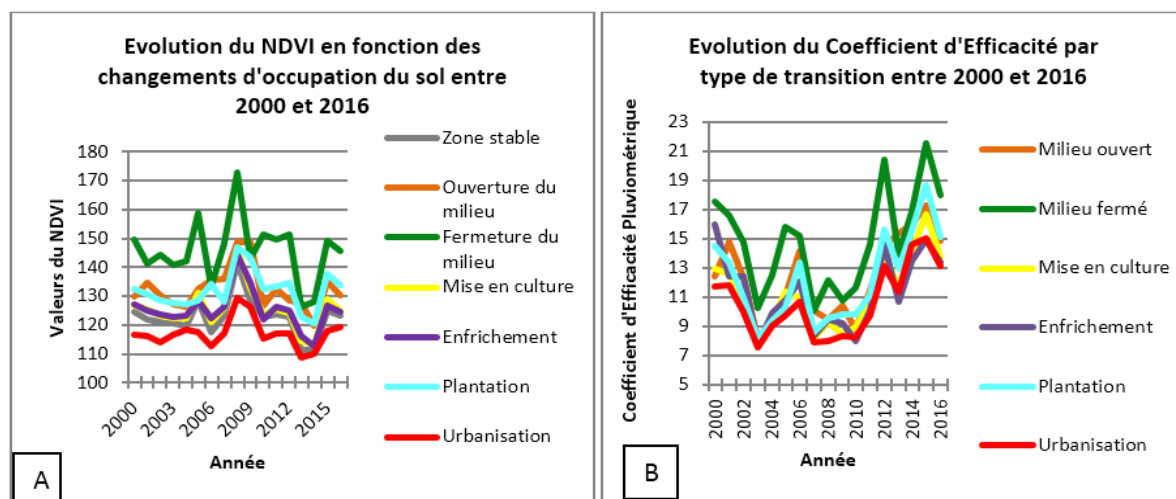 Evolution du NDVI en fonction des
changements d'occupation du sol entre
2000 et 2016
Valeurs du NDVI
180
170
160
150
140
130
120
110
100
2000
2003
2006
2009
2012
2015
Année
Zone stable
Ouverture du
milieu
Fermeture du
milieu
Mise en culture
Enfrichement
Plantation
Urbanisation
A
Evolution du Coefficient d'Efficacité par
type de transition entre 2000 et 2016
Coefficient d'Efficacité Pluviométrique
23
21
19
17
15
13
11
9
7
5
2000
2002
2004
2006
2008
2010
2012
2014
2016
Année
Milieu ouvert
Milieu fermé
Mise en culture
Enfrichement
Plantation
Urbanisation
B